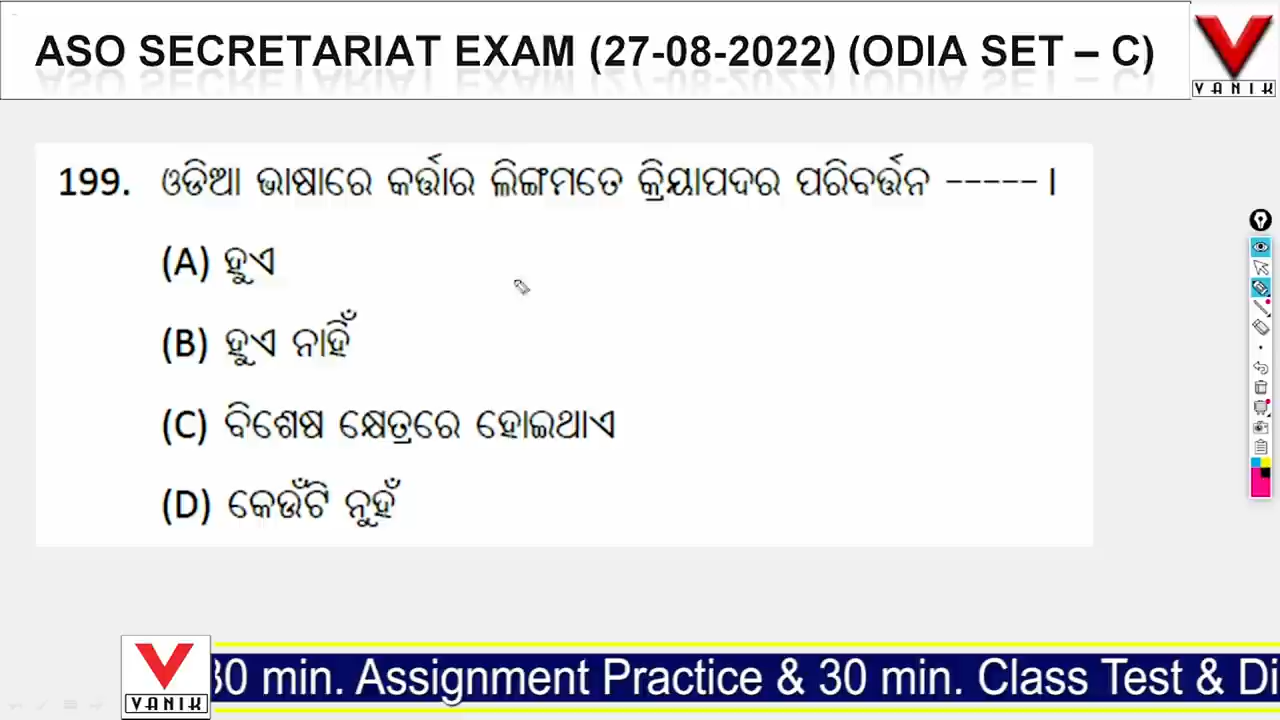 ASO SECRETARIAT EXAM (27-08-2022) (ODIA SET – C)
VANIK
199. ଓଡିଆ ଭାଷାରେ କର୍ତ୍ତାର ଲିଙ୍ଗମତେ କ୍ରିୟାପଦର ପରିବର୍ତ୍ତନ ----- ।
(A) ହୁଏ
(B) ହୁଏ ନାହିଁ
(C) ବିଶେଷ କ୍ଷେତ୍ରରେ ହୋଇଥାଏ
(D) କେଉଁଟି ନୁହଁ
VANIK
30 min. Assignment Practice & 30 min. Class Test & Di